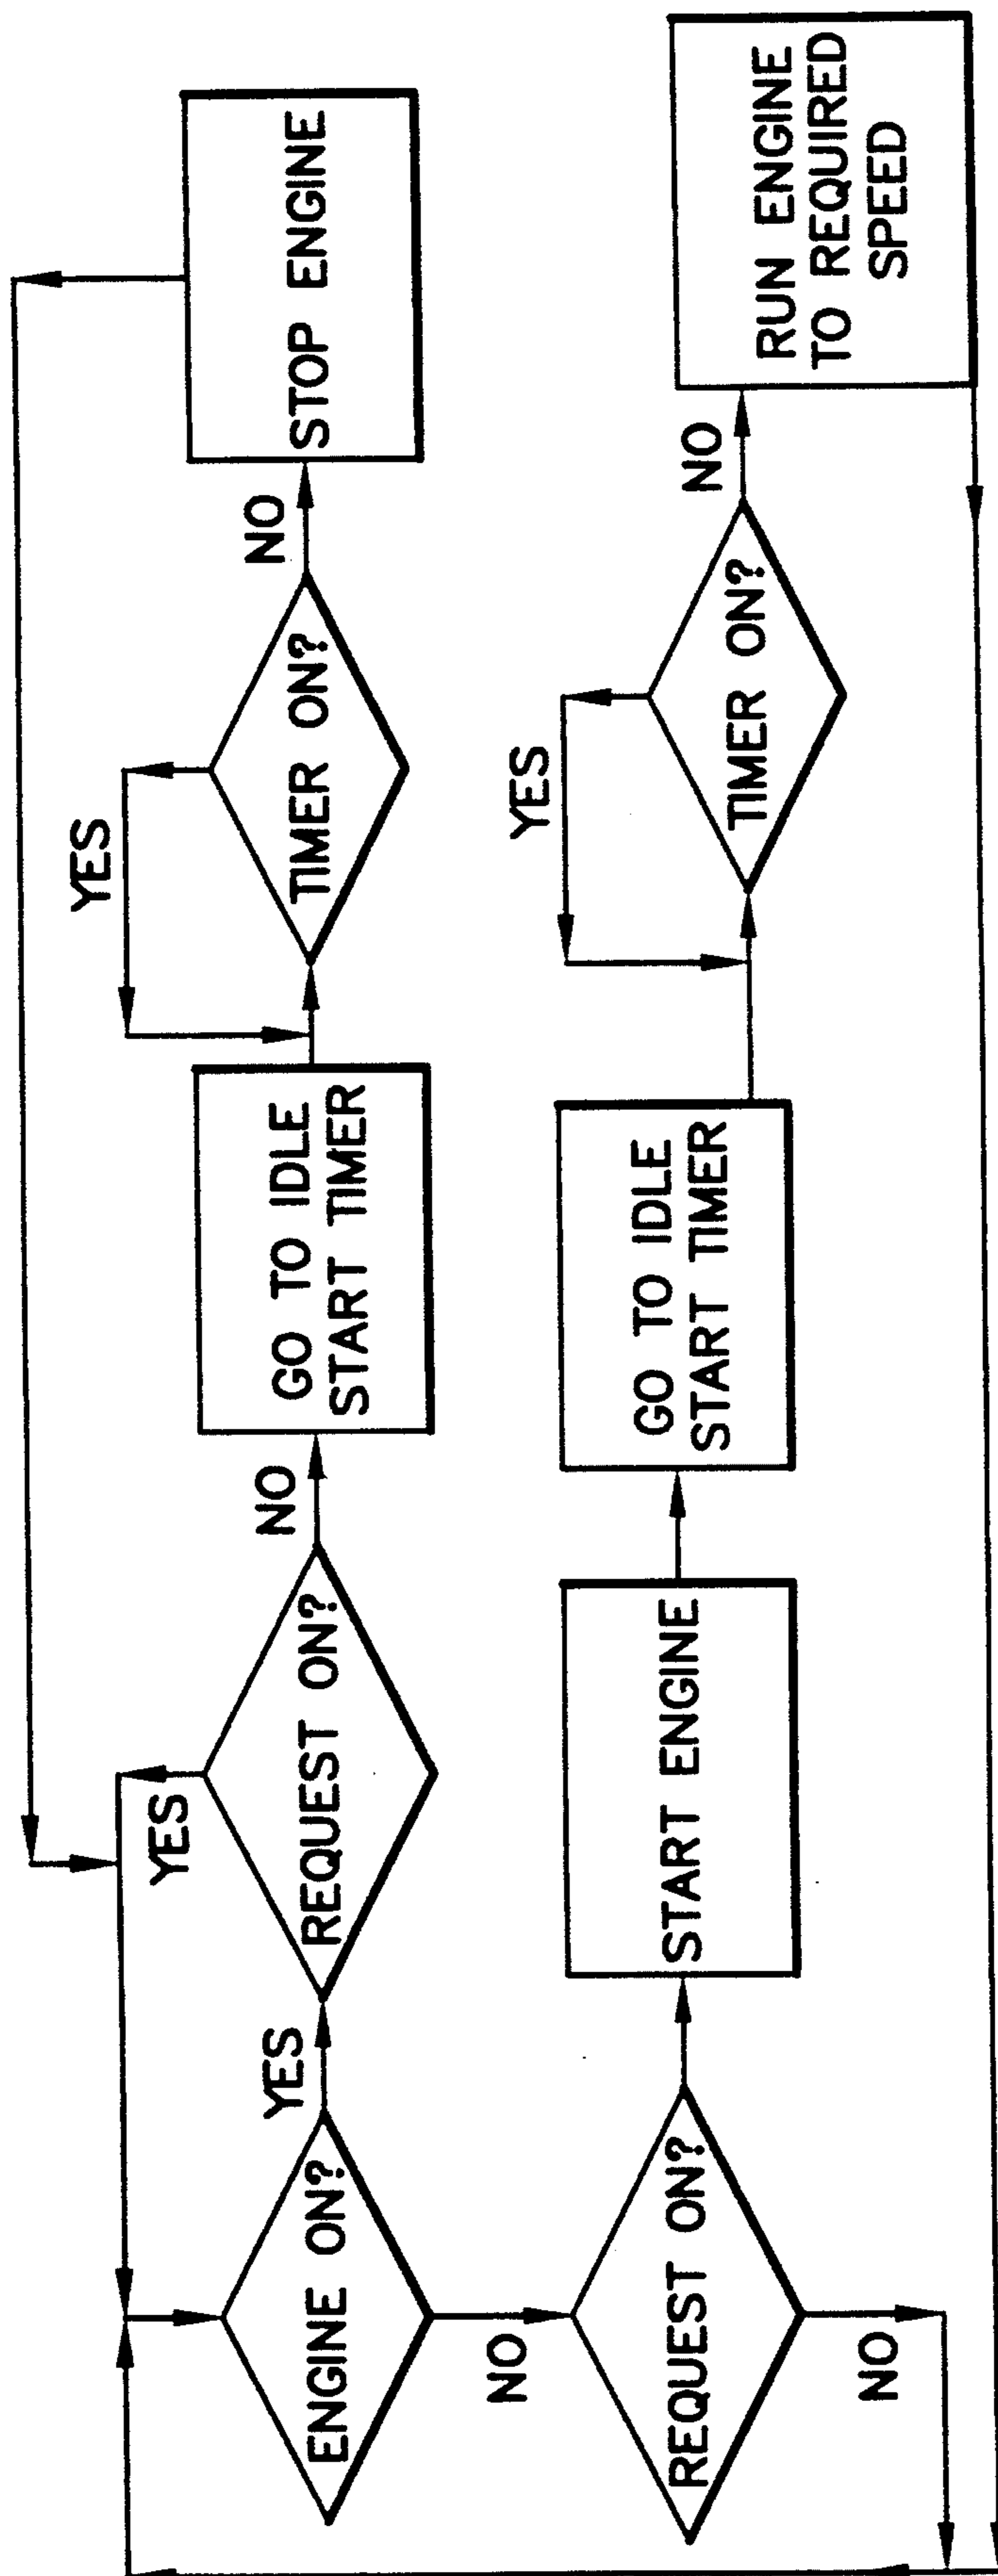 ENGINE ON?
YES
REQUEST ON?
YES
NO
GO TO IDLE
START TIMER
TIMER ON?
YES
NO
STOP ENGINE
NO
REQUEST ON?
NO
START ENGINE
GO TO IDLE
START TIMER
TIMER ON?
YES
NO
RUN ENGINE
TO REQUIRED
SPEED